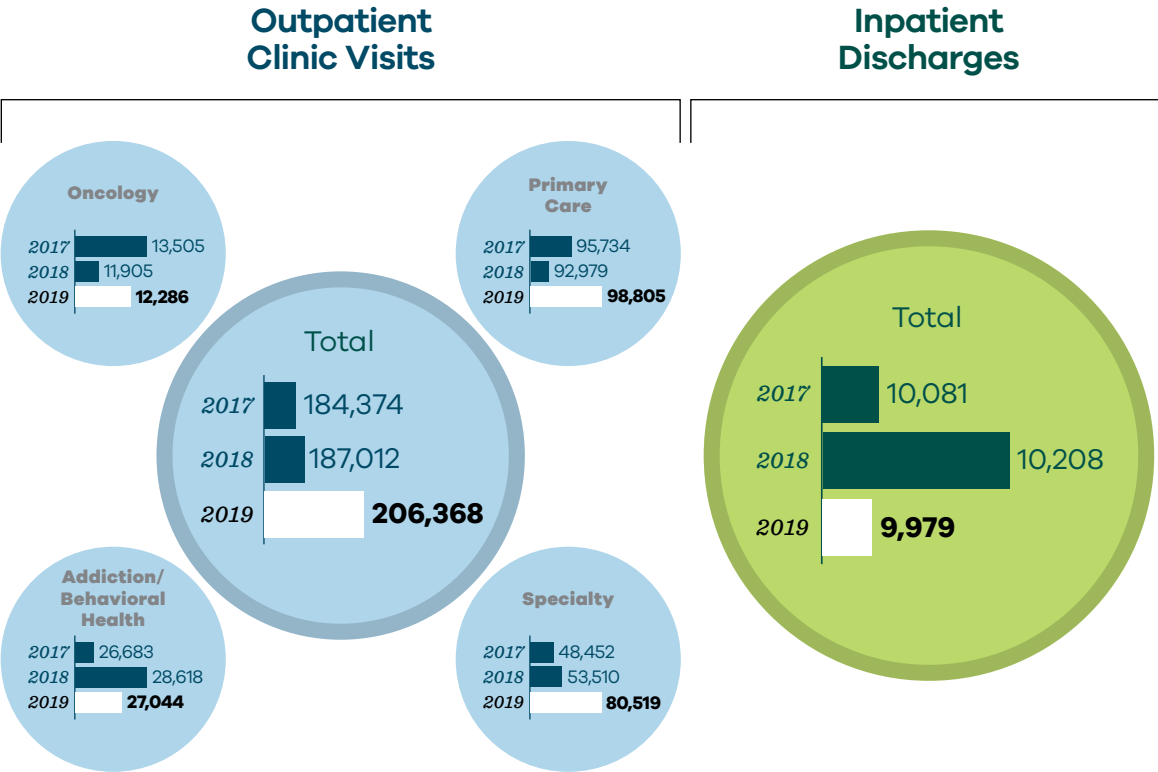 Outpatient
Clinic Visits
Oncology
2017 13,505
2018 11,905
2019 12,286
Primary
Care
2017 95,734
2018 92,979
2019 98,805
Total
2017 184,374
2018 187,012
2019 206,368
Addiction/
Behavioral
Health
2017 26,683
2018 28,618
2019 27,044
Specialty
2017 48,452
2018 53,510
2019 80,519
Inpatient
Discharges
Total
2017 10,081
2018 10,208
2019 9,979